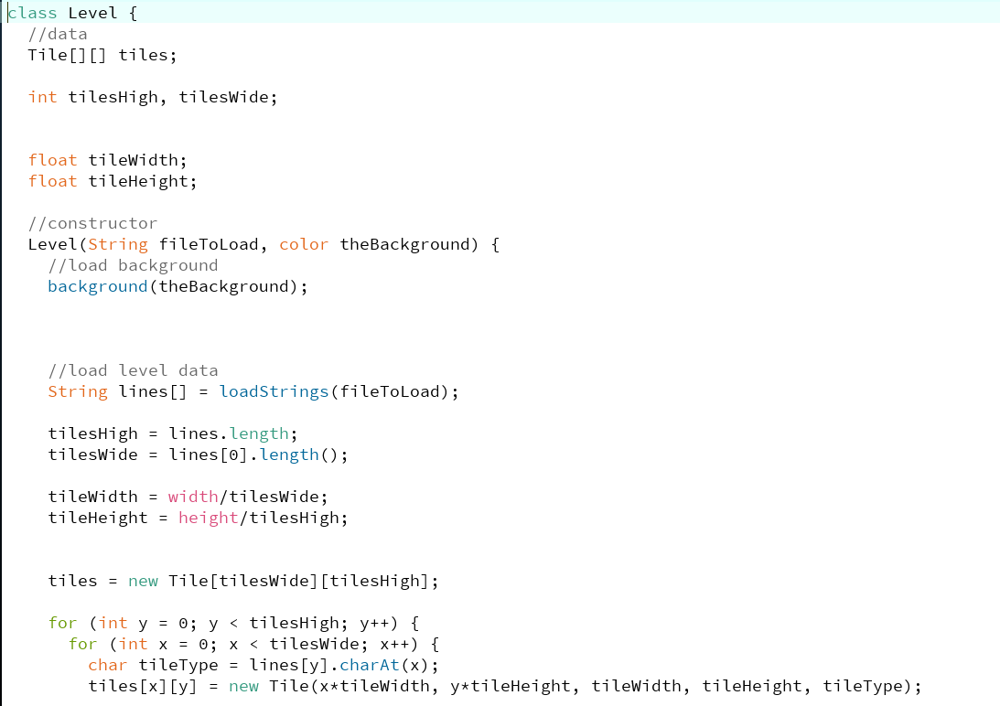 class Level {
  //data
  Tile[][] tiles;

  int tilesHigh, tilesWide;


  float tileWidth;
  float tileHeight;

  //constructor
  Level(String fileToLoad, color theBackground) {
    //load background
    background(theBackground);



    //load level data
    String lines[] = loadStrings(fileToLoad);

    tilesHigh = lines.length;
    tilesWide = lines[0].length();

    tileWidth = width/tilesWide;
    tileHeight = height/tilesHigh;


    tiles = new Tile[tilesWide][tilesHigh];

    for (int y = 0; y < tilesHigh; y++) {
      for (int x = 0; x < tilesWide; x++) {
        char tileType = lines[y].charAt(x);
        tiles[x][y] = new Tile(x*tileWidth, y*tileHeight, tileWidth, tileHeight, tileType);